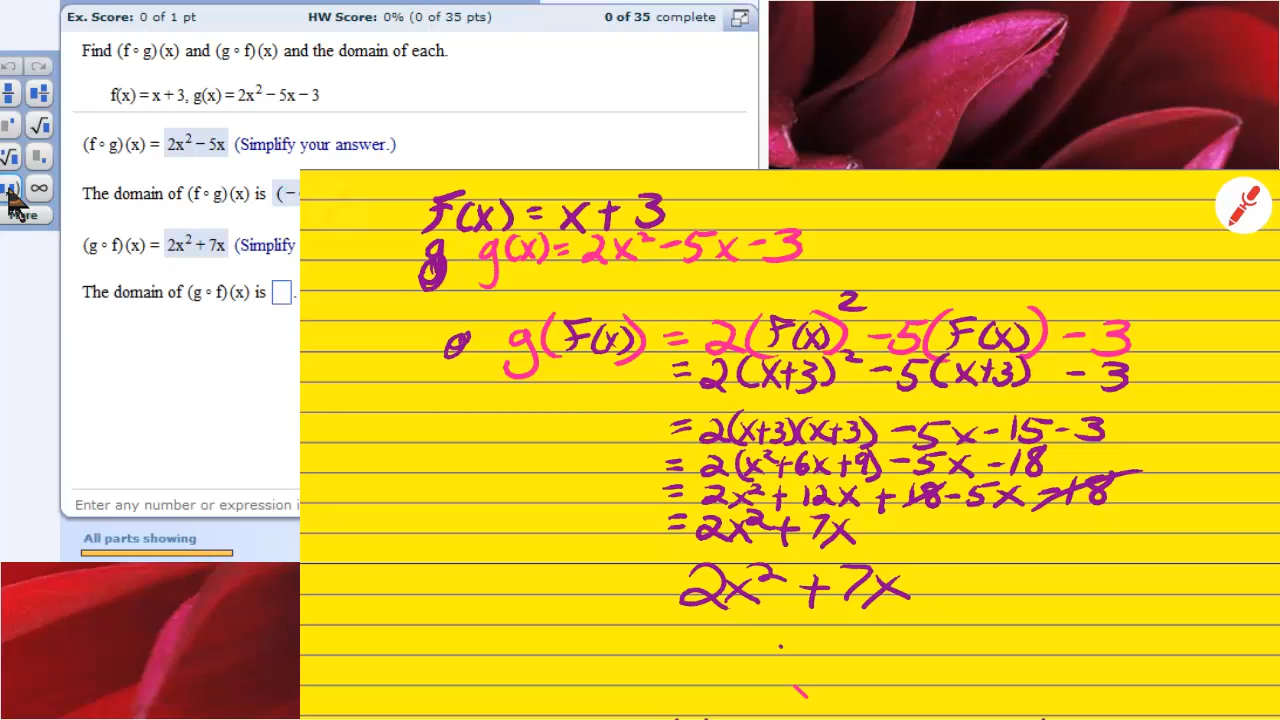 Ex. Score: 0 of 1 pt HW Score: 0% (0 of 35 pts) 0 of 35 complete
Find (f∘g)(x) and (g∘f)(x) and the domain of each.
f(x) = x + 3, g(x) = 2x² − 5x − 3
(f∘g)(x) = 2x² − 5x (Simplify your answer.)
The domain of (f∘g)(x) is (−
(g∘f)(x) = 2x² + 7x (Simplify
The domain of (g∘f)(x) is .
Enter any number or expression i
All parts showing
√
∞
More
F(x) = x + 3
g g(x) = 2x² − 5x − 3
g(F(x)) = 2(F(x))² − 5(F(x)) − 3
= 2(x+3)² − 5(x+3) − 3
= 2(x+3)(x+3) − 5x − 15 − 3
= 2(x² + 6x + 9) − 5x − 18
= 2x² + 12x + 18 − 5x − 18
= 2x² + 7x
2x² + 7x